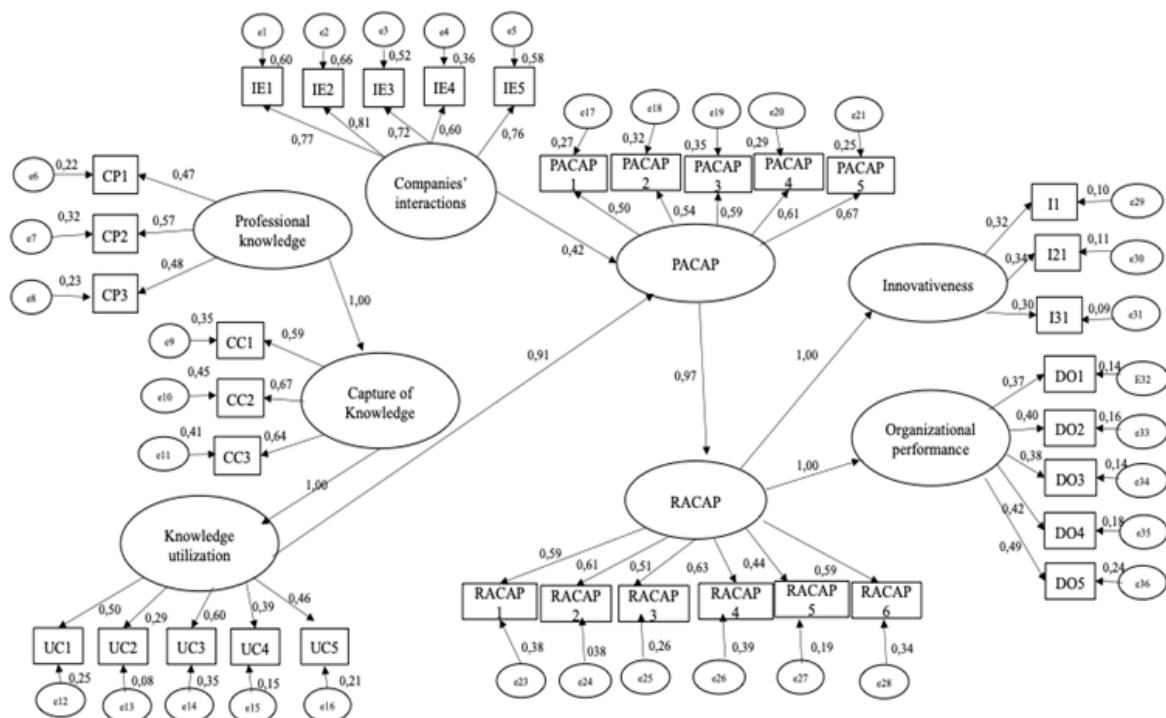 e1 e2 e3 e4 e5
0,60 0,66 0,52 0,36 0,58
IE1 IE2 IE3 IE4 IE5
0,77 0,81 0,72 0,60 0,76
Companies'
interactions
0,42
e17 e18 e19 e20 e21
0,27 0,32 0,35 0,29 0,25
PACAP
1
PACAP
2
PACAP
3
PACAP
4
PACAP
5
0,50 0,54 0,59 0,61 0,67
PACAP
e6 0,22 CP1 0,47
e7 0,32 CP2 0,57
e8 0,23 CP3 0,48
Professional
knowledge
1,00
e9 0,35 CC1 0,59
e10 0,45 CC2 0,67
e11 0,41 CC3 0,64
Capture of
Knowledge
1,00
0,91
0,97
Knowledge
utilization
0,50 0,29 0,60 0,39 0,46
UC1 UC2 UC3 UC4 UC5
0,25 0,08 0,35 0,15 0,21
e12 e13 e14 e15 e16
RACAP
0,59 0,61 0,51 0,63 0,44 0,59
RACAP
1
RACAP
2
RACAP
3
RACAP
4
RACAP
5
RACAP
6
0,38 038 0,26 0,39 0,19 0,34
e23 e24 e25 e26 e27 e28
1,00
Innovativeness
0,32 I1 0,10 e29
0,34 I21 0,11 e30
0,30 I31 0,09 e31
1,00
Organizational
performance
0,37 DO1 0,14 E32
0,40 DO2 0,16 e33
0,38 DO3 0,14 e34
0,42 DO4 0,18 e35
0,49 DO5 0,24 e36